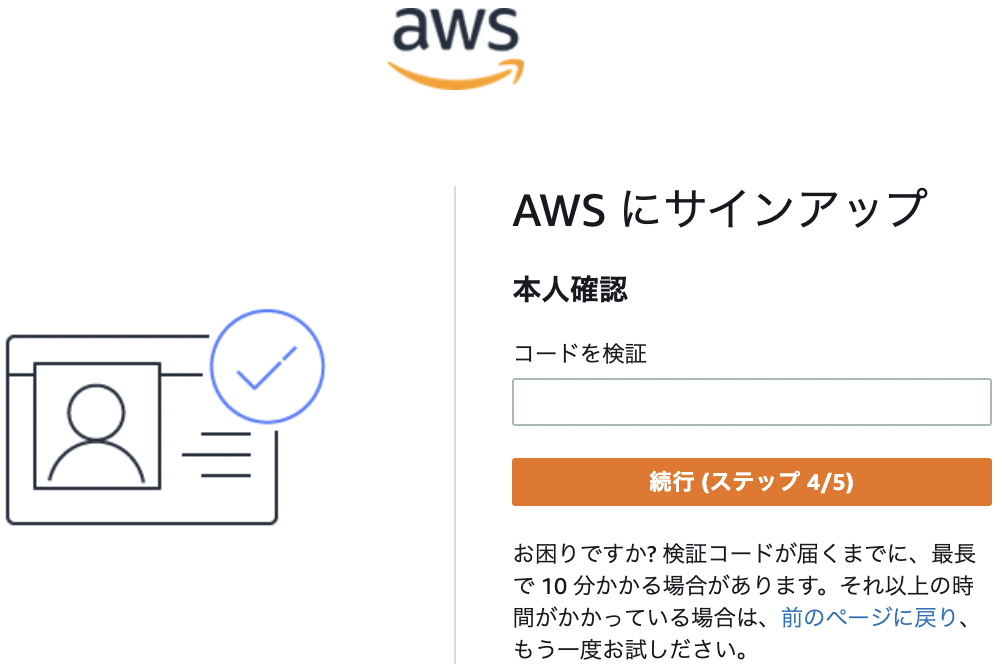 aws
AWS にサインアップ
本人確認
コードを検証
続行 (ステップ 4/5)
お困りですか? 検証コードが届くまでに、最長
で 10 分かかる場合があります。それ以上の時
間がかかっている場合は、前のページに戻り、
もう一度お試しださい。